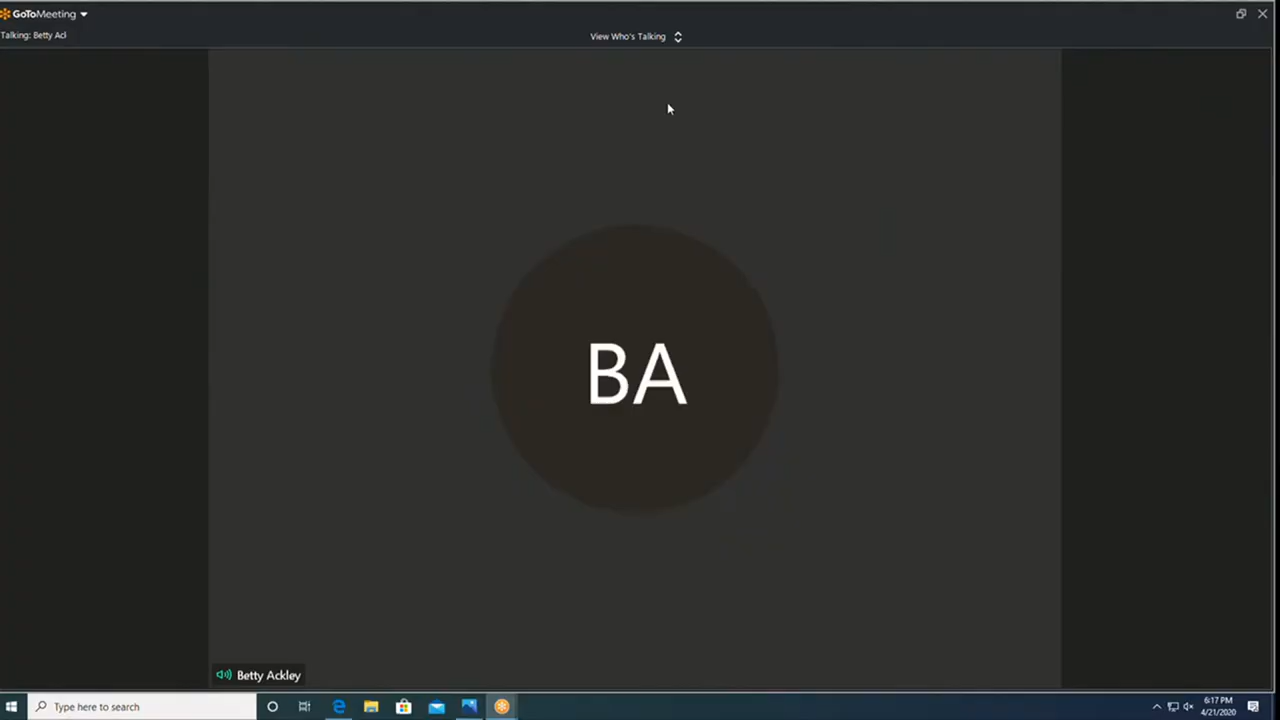 GoToMeeting
Talking: Betty Acl
View Who's Talking
BA
Betty Ackley
Type here to search
6:17 PM
4/21/2020